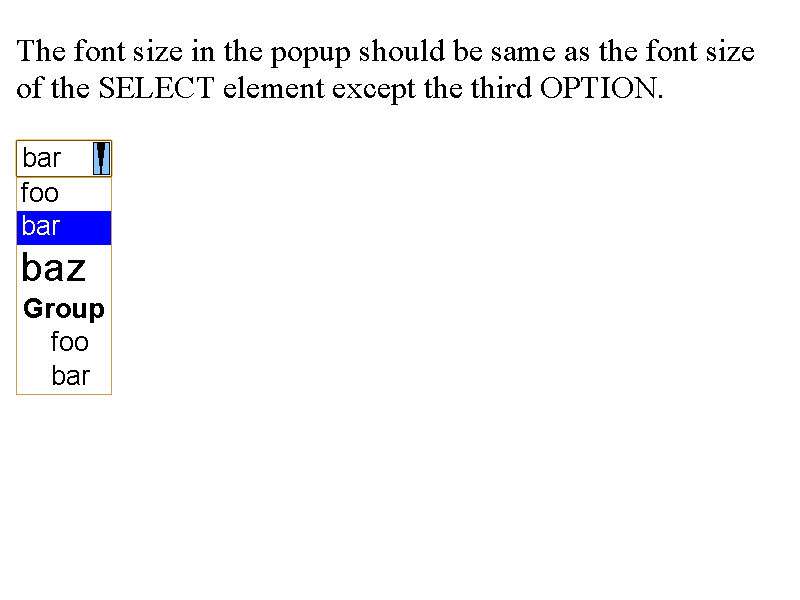 The font size in the popup should be same as the font size
of the SELECT element except the third OPTION.
bar
foo
bar
baz
Group
foo
bar